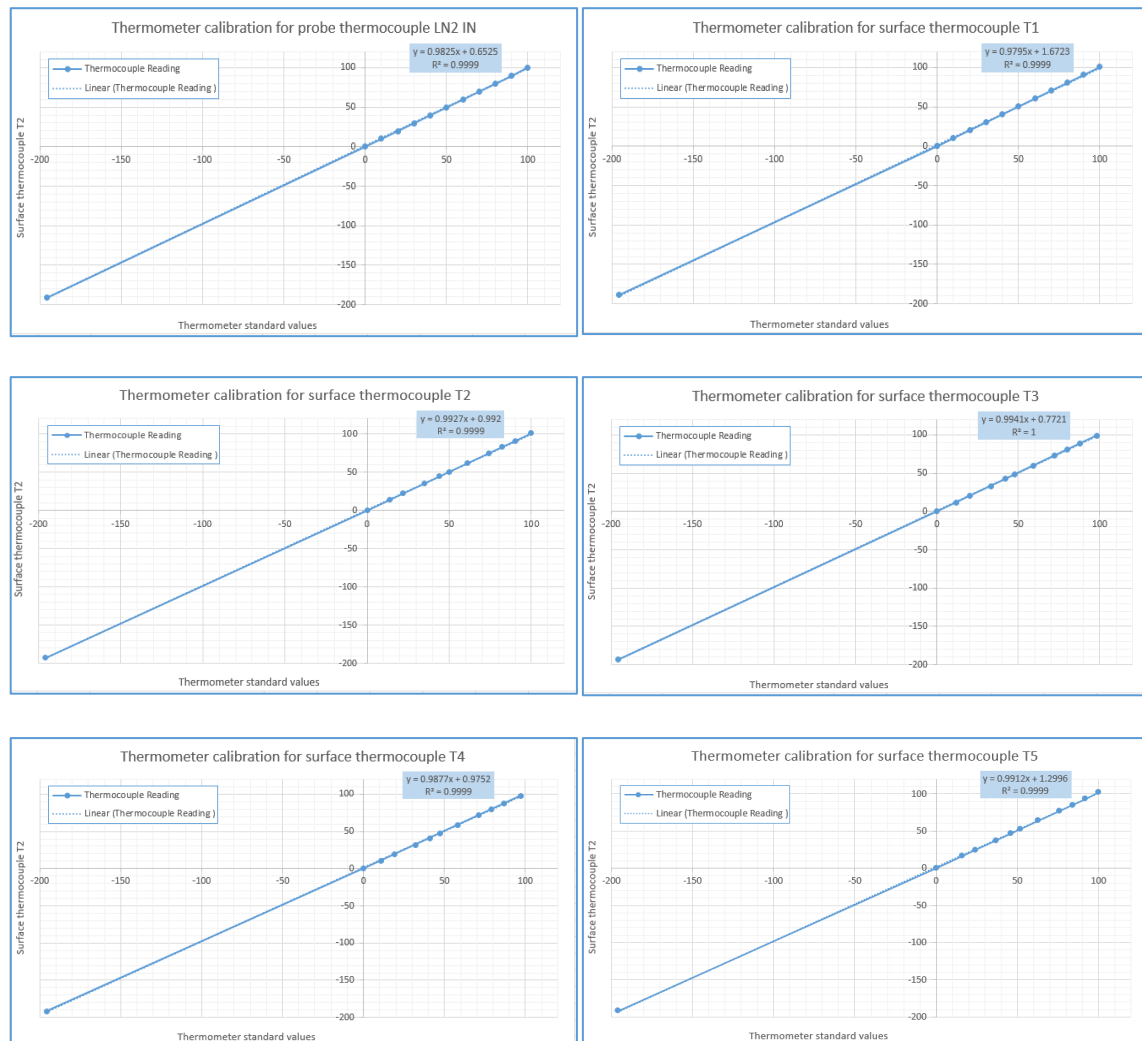 Thermometer calibration for probe thermocouple LN2 IN
y = 0.9825x + 0.6525
R² = 0.9999
Thermocouple Reading
Linear (Thermocouple Reading )
100
50
0
-200 -150 -100 -50 0 50 100
-50
-100
-150
-200
Surface thermocouple T2
Thermometer standard values
Thermometer calibration for surface thermocouple T1
y = 0.9795x + 1.6723
R² = 0.9999
Thermocouple Reading
Linear (Thermocouple Reading )
100
50
0
-200 -150 -100 -50 0 50 100
-50
-100
-150
-200
Surface thermocouple T2
Thermometer standard values
Thermometer calibration for surface thermocouple T2
y = 0.9927x + 0.992
R² = 0.9999
Thermocouple Reading
Linear (Thermocouple Reading )
100
50
0
-200 -150 -100 -50 0 50 100
-50
-100
-150
-200
Surface thermocouple T2
Thermometer standard values
Thermometer calibration for surface thermocouple T3
y = 0.9941x + 0.7721
R² = 1
Thermocouple Reading
Linear (Thermocouple Reading )
100
50
0
-200 -150 -100 -50 0 50 100
-50
-100
-150
-200
Surface thermocouple T2
Thermometer standard values
Thermometer calibration for surface thermocouple T4
y = 0.9877x + 0.9752
R² = 0.9999
Thermocouple Reading
Linear (Thermocouple Reading )
100
50
0
-200 -150 -100 -50 0 50 100
-50
-100
-150
-200
Surface thermocouple T2
Thermometer standard values
Thermometer calibration for surface thermocouple T5
y = 0.9912x + 1.2996
R² = 0.9999
Thermocouple Reading
Linear (Thermocouple Reading )
100
50
0
-200 -150 -100 -50 0 50 100
-50
-100
-150
-200
Surface thermocouple T2
Thermometer standard values